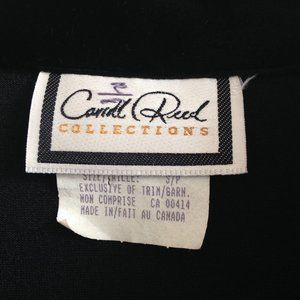 Carroll Reed
COLLECTIONS
SIZE/TAILLE: S/P
EXCLUSIVE OF TRIM/GARN.
NON COMPRISE CA 00414
MADE IN/FAIT AU CANADA